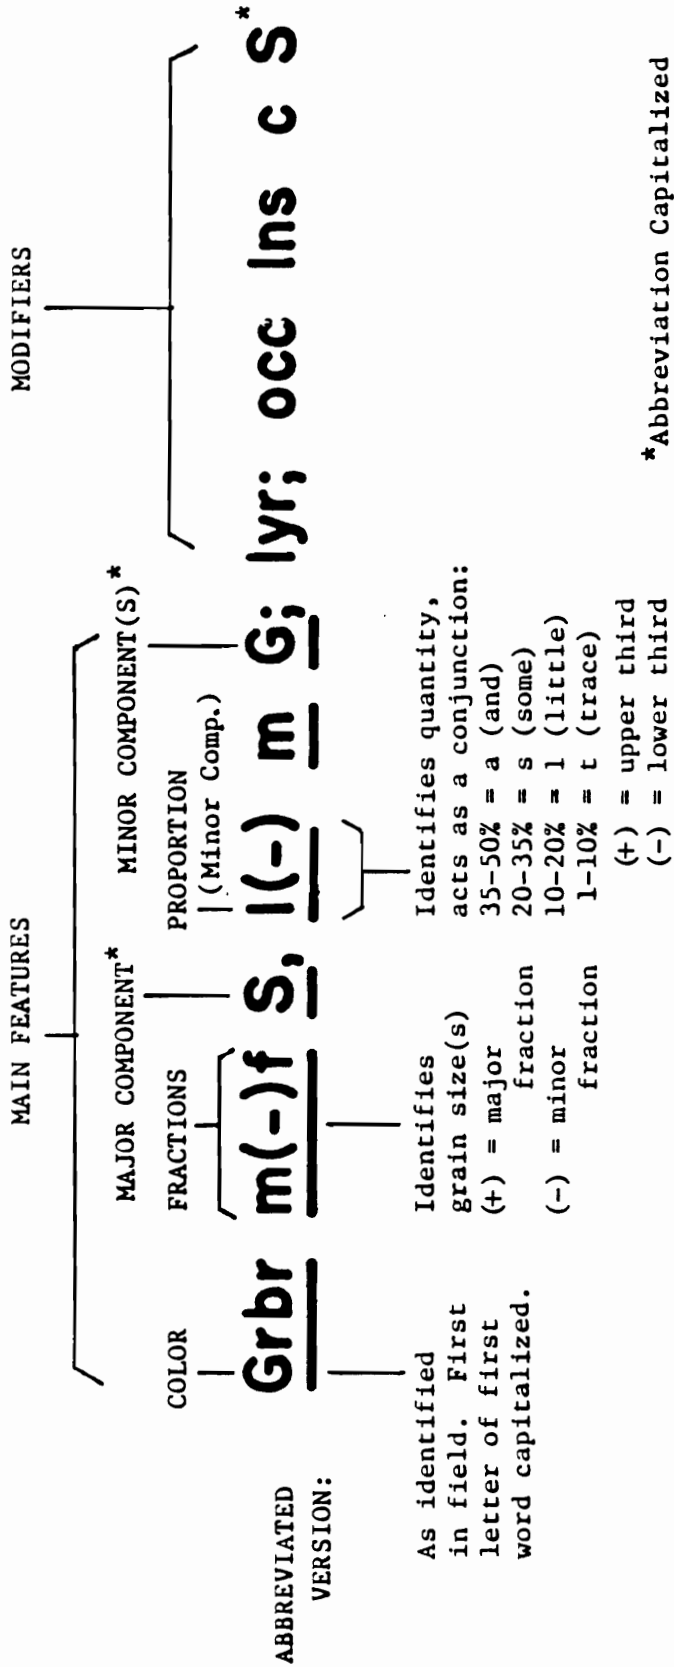 MAIN FEATURES
MODIFIERS
MAJOR COMPONENT*
MINOR COMPONENT(S)*
COLOR
FRACTIONS
PROPORTION
(Minor Comp.)
ABBREVIATED
VERSION:
Grbr m(-)f S, l(-) m G; lyr; occ lns c S*
As identified
in field. First
letter of first
word capitalized.
Identifies
grain size(s)
(+) = major
fraction
(-) = minor
fraction
Identifies quantity,
acts as a conjunction:
35-50% = a (and)
20-35% = s (some)
10-20% = l (little)
1-10% = t (trace)
(+) = upper third
(-) = lower third
*Abbreviation Capitalized